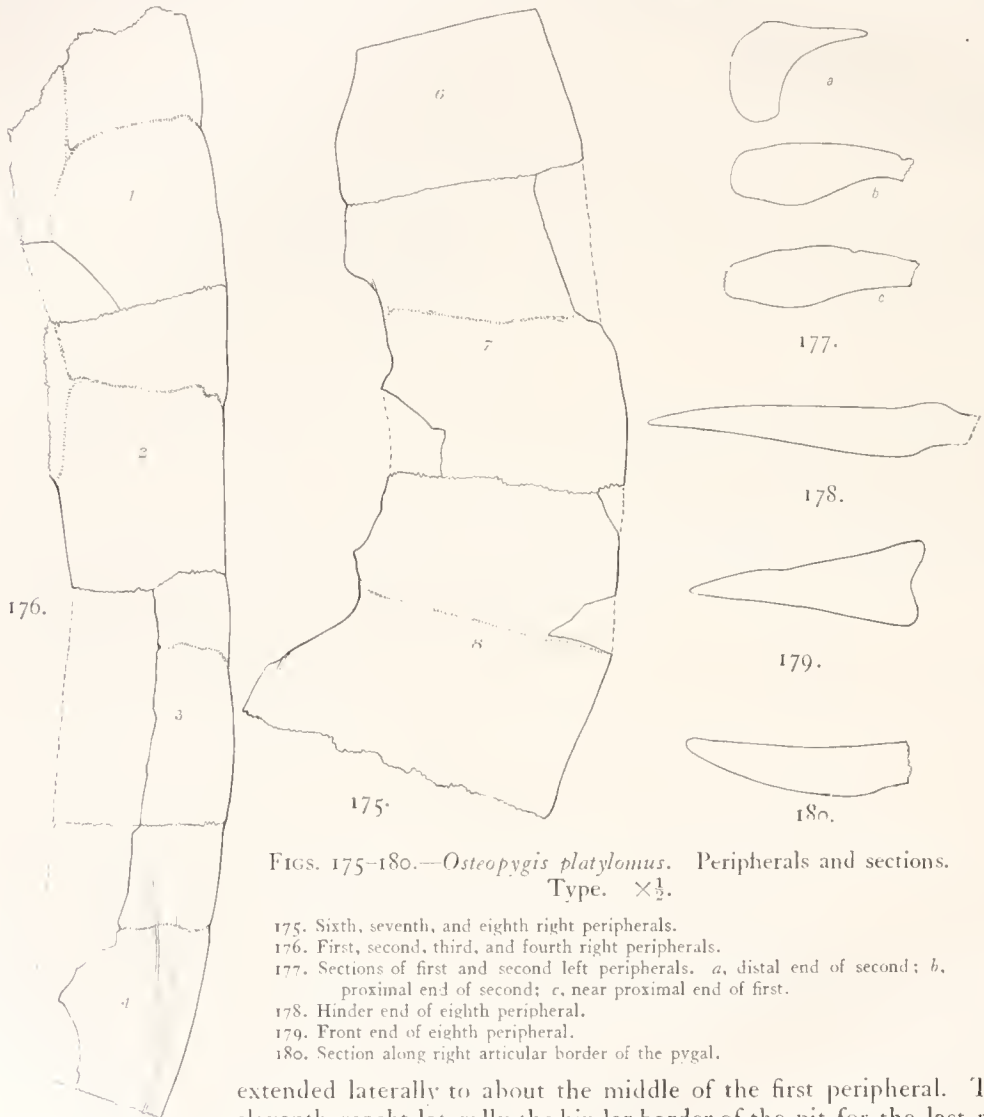 6
a
1
b
c
177.
7
2
178.
176.
8
179.
3
175.
180.
FIGS. 175–180.—Osteopygis platylomus. Peripherals and sections.
Type. ×½.
175. Sixth, seventh, and eighth right peripherals.
176. First, second, third, and fourth right peripherals.
177. Sections of first and second left peripherals. a, distal end of second; b,
proximal end of second; c, near proximal end of first.
178. Hinder end of eighth peripheral.
179. Front end of eighth peripheral.
180. Section along right articular border of the pygal.
4
extended laterally to about the middle of the first peripheral.